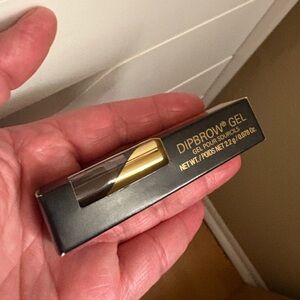 DIPBROW® GEL
GEL POUR SOURCILS
NET WT./POIDS NET 2.2 g/0.078 Oz.